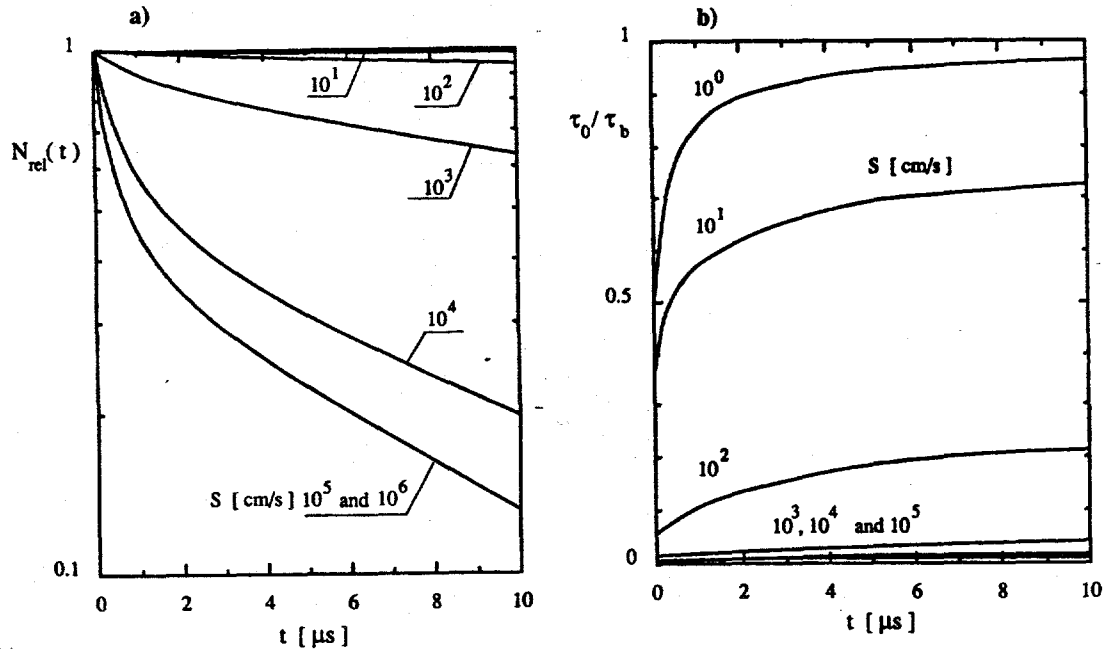 a)
1
10^1
10^2
N_rel(t)
10^3
10^4
S [cm/s] 10^5 and 10^6
0.1
0 2 4 6 8 10
t [μs]
b)
1
10^0
τ_0/τ_b
S [cm/s]
10^1
0.5
10^2
10^3, 10^4 and 10^5
0
0 2 4 6 8 10
t [μs]